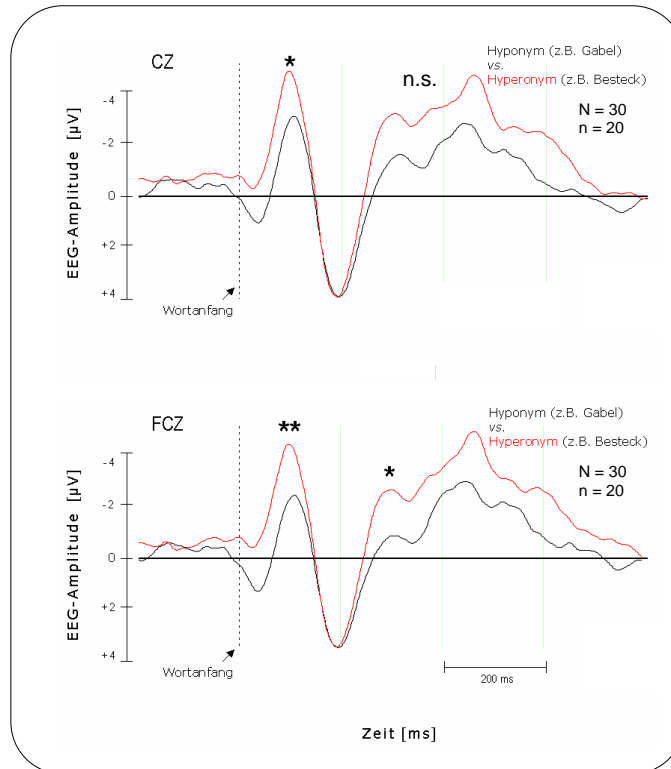 CZ
*
n.s.
Hyponym (z.B. Gabel)
vs.
Hyperonym (z.B. Besteck)
N = 30
n = 20
EEG-Amplitude [µV]
-4
-2
0
+2
+4
Wortanfang
FCZ
**
*
Hyponym (z.B. Gabel)
vs.
Hyperonym (z.B. Besteck)
N = 30
n = 20
EEG-Amplitude [µV]
-4
-2
0
+2
+4
Wortanfang
200 ms
Zeit [ms]